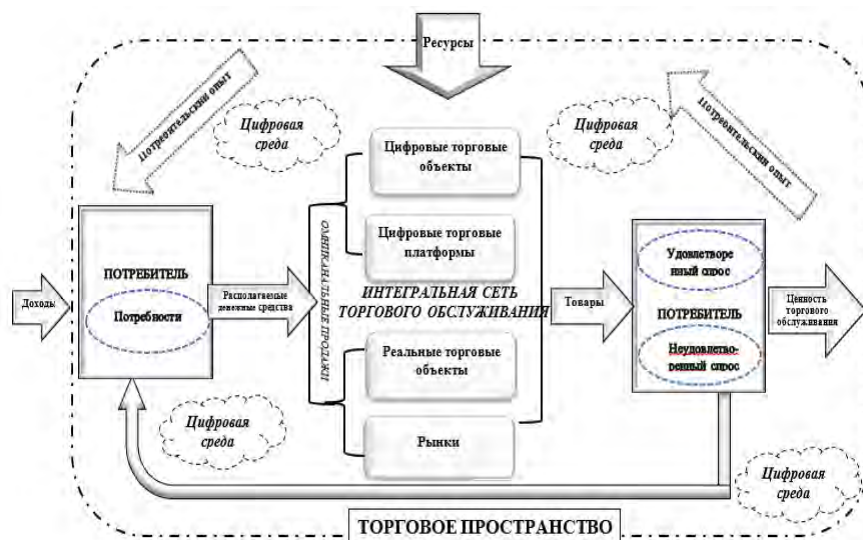 Ресурсы
Потребительский опыт
Цифровая
среда
Цифровая
среда
Потребительский опыт
Цифровые торговые
объекты
Цифровые торговые
платформы
ОМНИКАНАЛЬНЫЕ ПРОДАЖИ
ИНТЕГРАЛЬНАЯ СЕТЬ
ТОРГОВОГО ОБСЛУЖИВАНИЯ
Реальные торговые
объекты
Рынки
Доходы
ПОТРЕБИТЕЛЬ
Потребности
Располагаемые
денежные средства
Товары
Удовлетворе
нный спрос
ПОТРЕБИТЕЛЬ
Неудовлетво-
ренный спрос
Ценность
торгового
обслуживания
Цифровая
среда
Цифровая
среда
ТОРГОВОЕ ПРОСТРАНСТВО